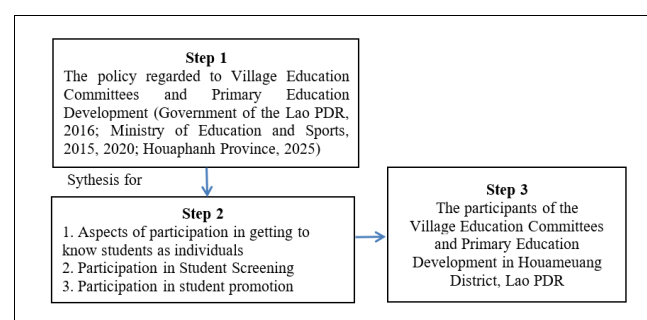 Step 1
The policy regarded to Village Education
Committees and Primary Education
Development (Government of the Lao PDR,
2016; Ministry of Education and Sports,
2015, 2020; Houaphanh Province, 2025)
Sythesis for
Step 2
1. Aspects of participation in getting to
know students as individuals
2. Participation in Student Screening
3. Participation in student promotion
Step 3
The participants of the
Village Education Committees
and Primary Education
Development in Houameuang
District, Lao PDR